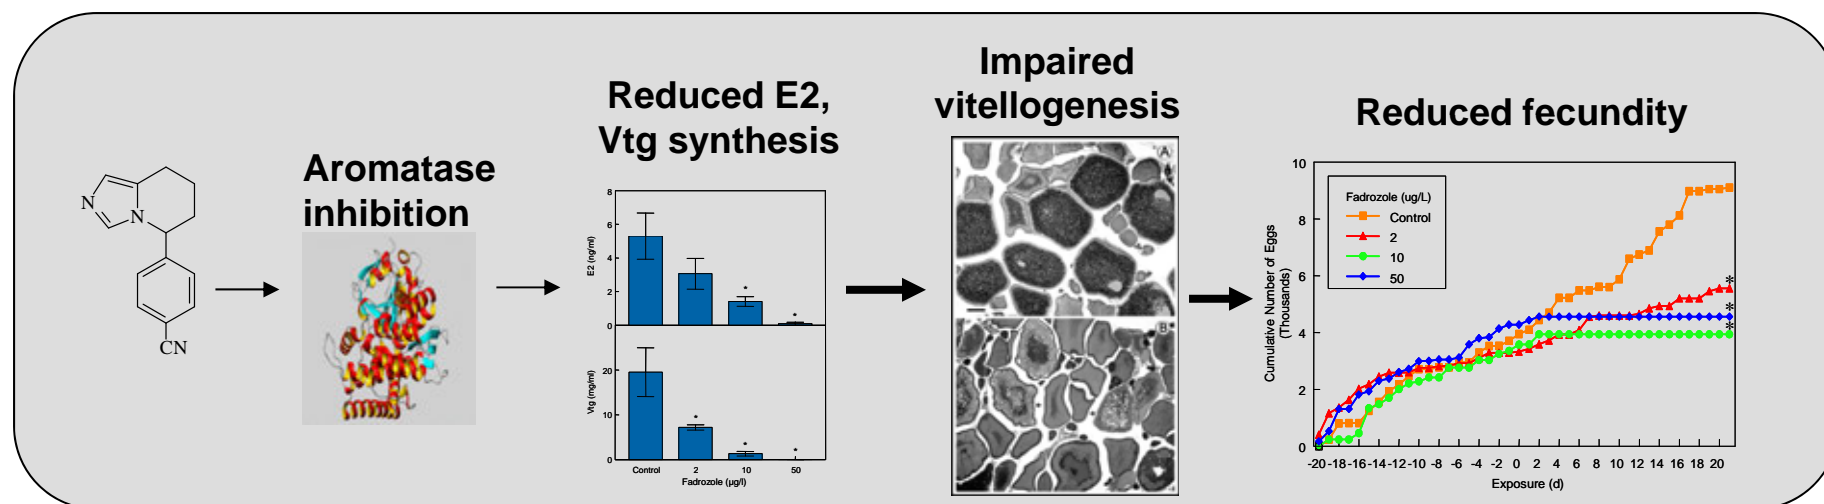 Impaired
vitellogenesis
Reduced E2,
Vtg synthesis
Reduced fecundity
Aromatase
inhibition
N
N
CN
8
6
4
2
0
E2 (ng/ml)
*
*
20
10
0
Vtg (ng/ml)
*
*
*
Control
2
10
50
Fadrozole (µg/l)
A
B
10
8
6
4
2
0
Cumulative Number of Eggs
(Thousands)
Fadrozole (ug/L)
Control
2
10
50
*
*
*
-20 -18 -16 -14 -12 -10 -8 -6 -4 -2 0 2 4 6 8 10 12 14 16 18 20
Exposure (d)